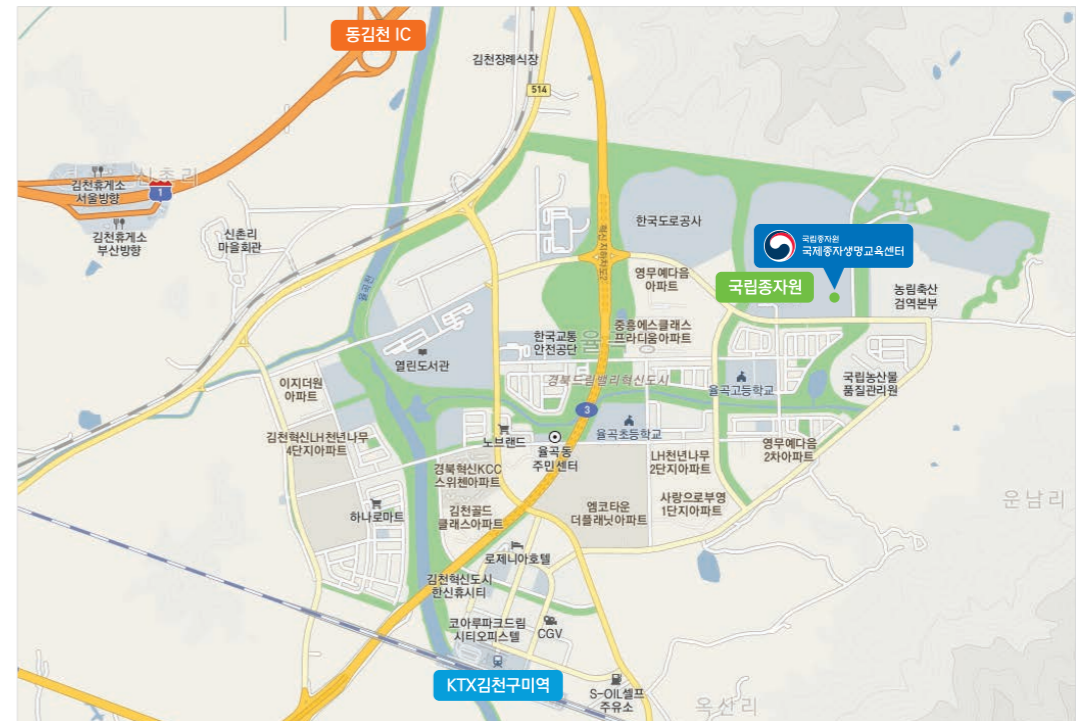 동김천 IC
김천장례식장
514
신촌리
김천휴게소
서울방향
1
김천휴게소
부산방향
신촌리
마을회관
율곡천
혁신지하차도2
한국도로공사
국립종자원
국제종자생명교육센터
영무예다음
아파트
국립종자원
농림축산
검역본부
한국교통
안전공단
중흥에스클래스
프라디움아파트
열린도서관
경북드림밸리혁신도시
이지더원
아파트
율곡고등학교
국립농산물
품질관리원
3
율곡초등학교
노브랜드
율곡동
주민센터
김천혁신LH천년나무
4단지아파트
LH천년나무
2단지아파트
영무예다음
2차아파트
경북혁신KCC
스위첸아파트
사랑으로부영
1단지아파트
운남리
하나로마트
김천골드
클래스아파트
엠코타운
더플래닛아파트
로제니아호텔
김천혁신도시
한신휴시티
코아루파크드림
시티오피스텔
CGV
KTX김천구미역
S-OIL셀프
주유소
옥산리